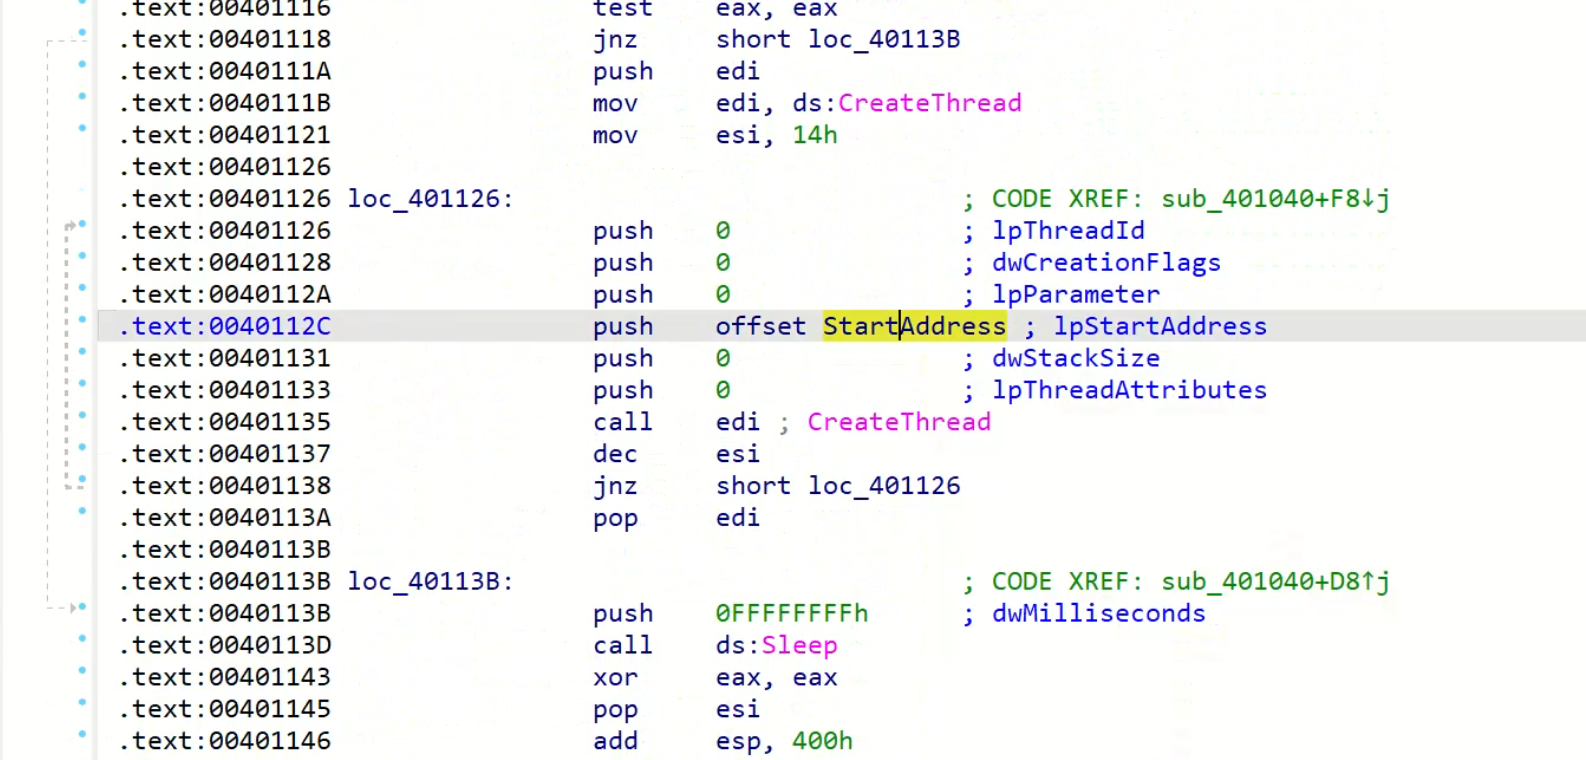 .text:00401116 test eax, eax
.text:00401118 jnz short loc_40113B
.text:0040111A push edi
.text:0040111B mov edi, ds:CreateThread
.text:00401121 mov esi, 14h
.text:00401126
.text:00401126 loc_401126: ; CODE XREF: sub_401040+F8↓j
.text:00401126 push 0 ; lpThreadId
.text:00401128 push 0 ; dwCreationFlags
.text:0040112A push 0 ; lpParameter
.text:0040112C push offset StartAddress ; lpStartAddress
.text:00401131 push 0 ; dwStackSize
.text:00401133 push 0 ; lpThreadAttributes
.text:00401135 call edi ; CreateThread
.text:00401137 dec esi
.text:00401138 jnz short loc_401126
.text:0040113A pop edi
.text:0040113B
.text:0040113B loc_40113B: ; CODE XREF: sub_401040+D8↑j
.text:0040113B push 0FFFFFFFFh ; dwMilliseconds
.text:0040113D call ds:Sleep
.text:00401143 xor eax, eax
.text:00401145 pop esi
.text:00401146 add esp, 400h